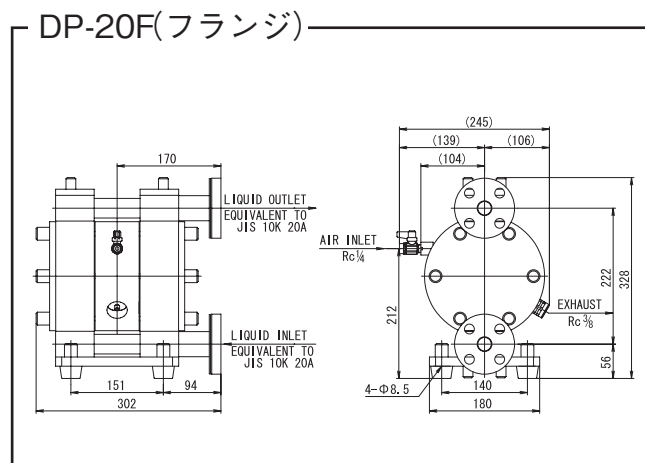 DP-20F(フランジ)
170
LIQUID OUTLET
EQUIVALENT TO
JIS 10K 20A
LIQUID INLET
EQUIVALENT TO
JIS 10K 20A
151
94
302
(245)
(139)
(106)
(104)
AIR INLET
Rc¼
212
222
328
EXHAUST
Rc⅜
56
4-Φ8.5
140
180